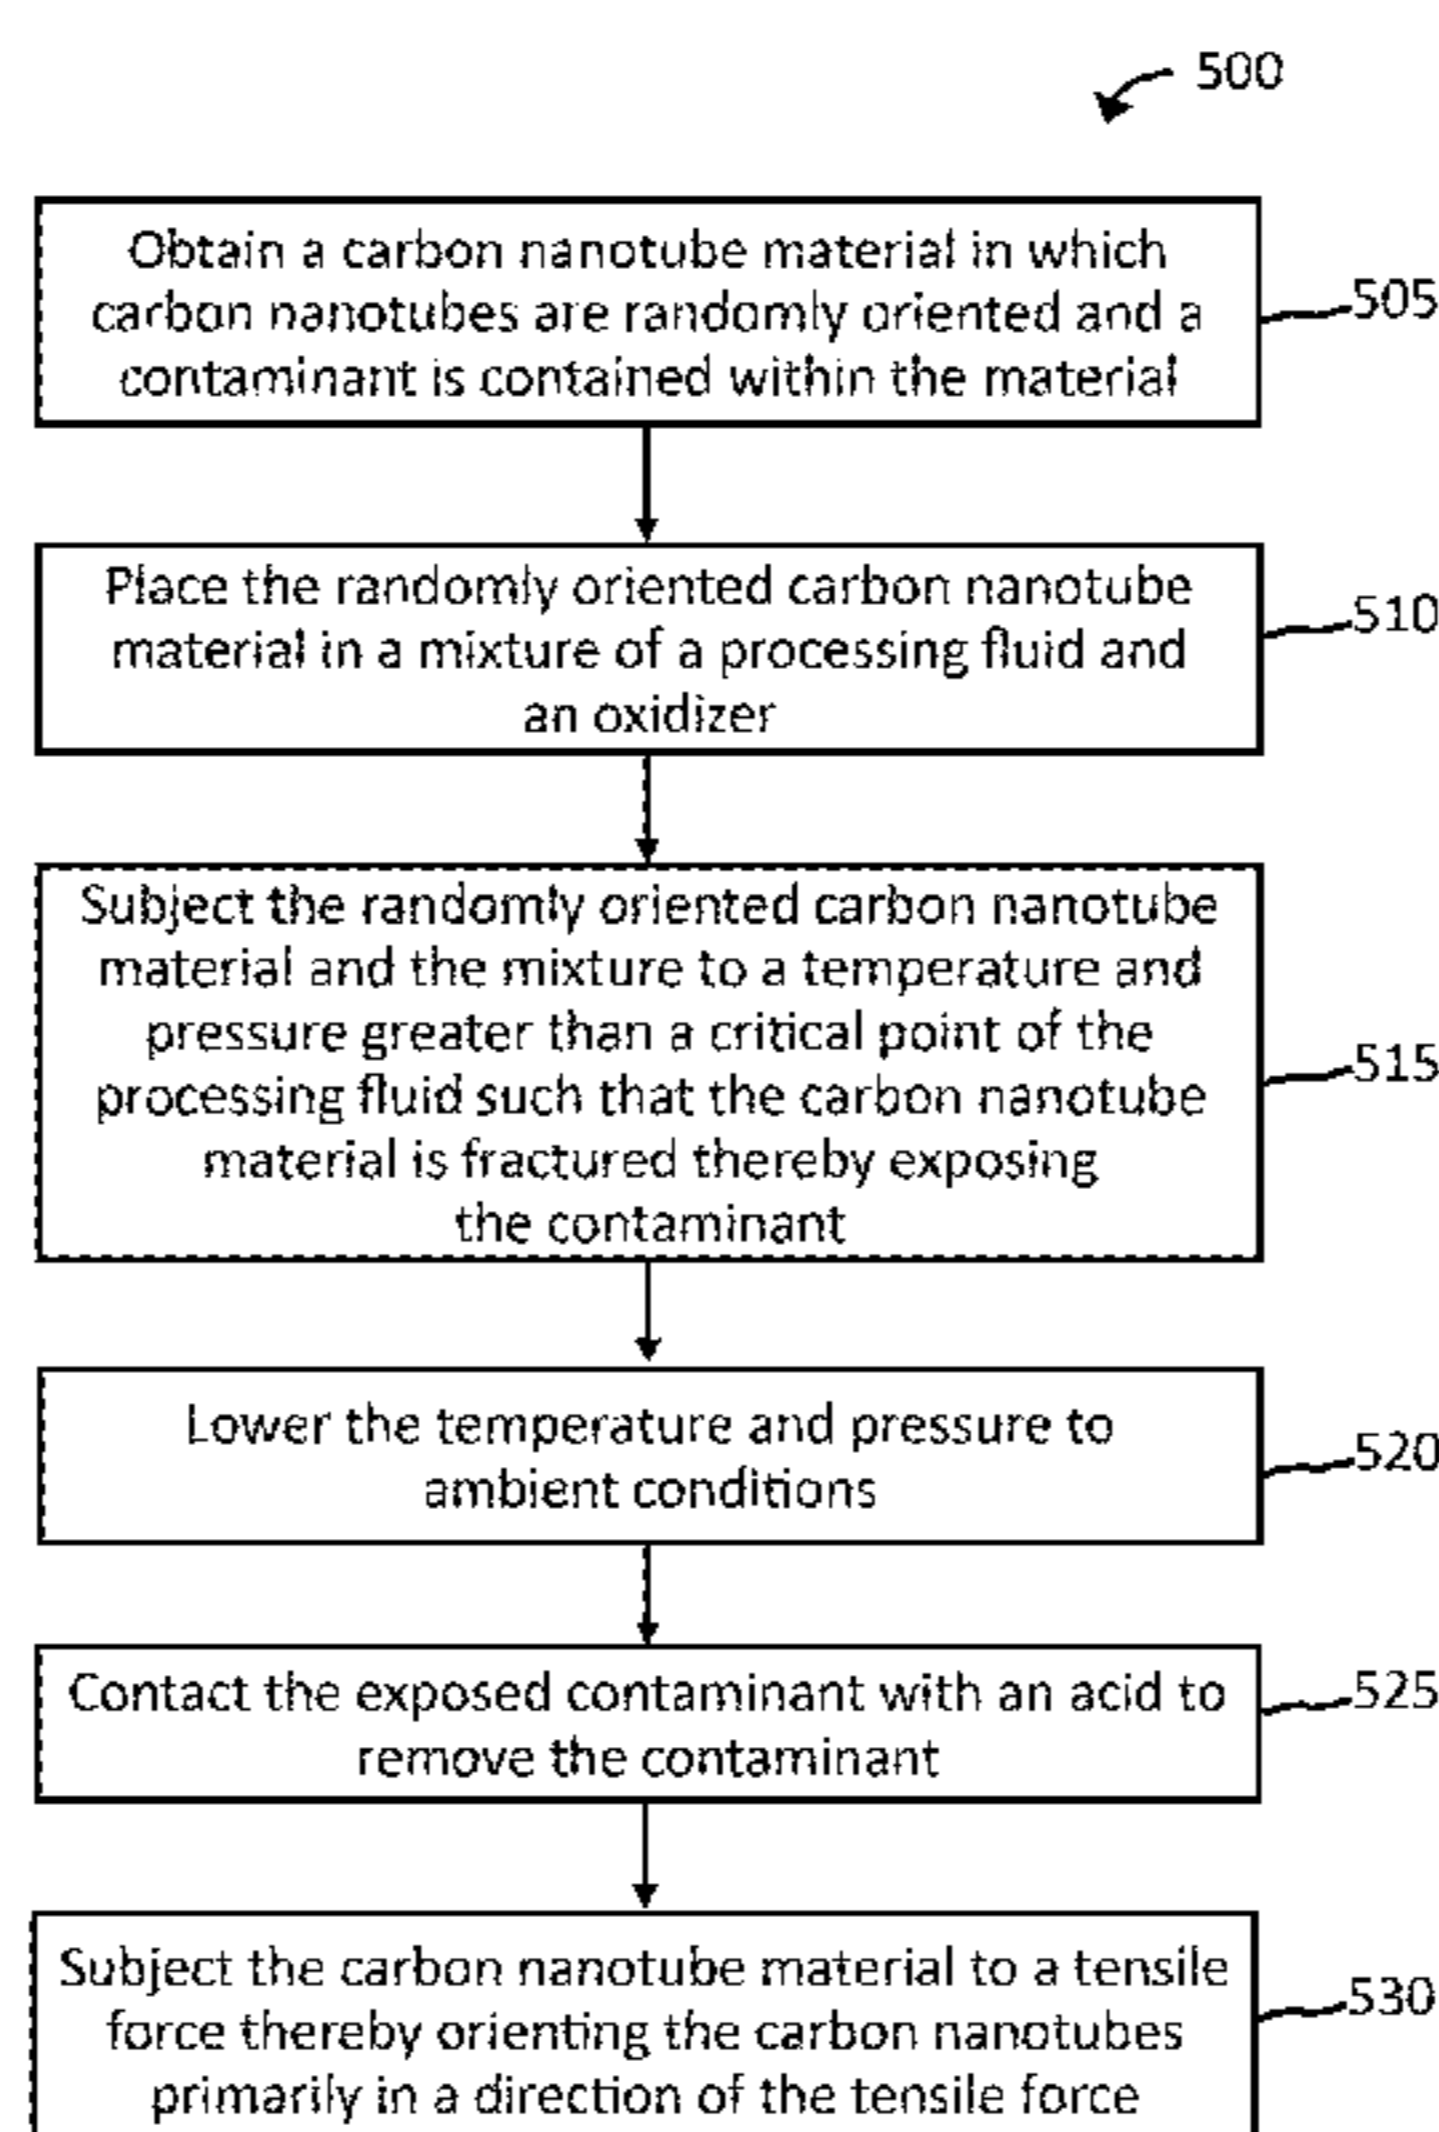 500
Obtain a carbon nanotube material in which
carbon nanotubes are randomly oriented and a
contaminant is contained within the material
505
Place the randomly oriented carbon nanotube
material in a mixture of a processing fluid and
an oxidizer
510
Subject the randomly oriented carbon nanotube
material and the mixture to a temperature and
pressure greater than a critical point of the
processing fluid such that the carbon nanotube
material is fractured thereby exposing
the contaminant
515
Lower the temperature and pressure to
ambient conditions
520
Contact the exposed contaminant with an acid to
remove the contaminant
525
Subject the carbon nanotube material to a tensile
force thereby orienting the carbon nanotubes
primarily in a direction of the tensile force
530